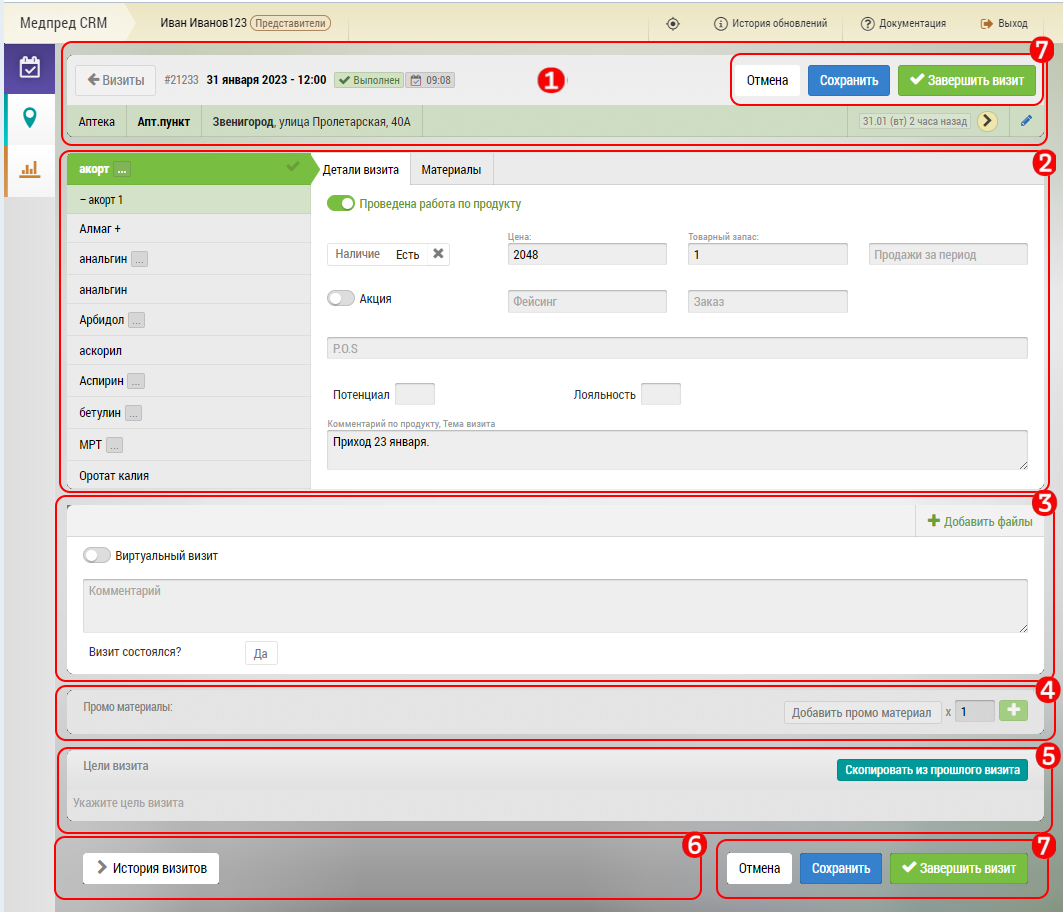 Медпред CRM Иван Иванов123 Представители История обновлений Документация Выход
7
Визиты #21233 31 января 2023 - 12:00 Выполнен 09:08 1 Отмена Сохранить Завершить визит
Аптека Апт.пункт Звенигород, улица Пролетарская, 40А 31.01 (вт) 2 часа назад
2
акорт ... Детали визита Материалы
– акорт 1 Проведена работа по продукту
Алмаг +
Цена: Товарный запас:
анальгин ... Наличие Есть 2048 1 Продажи за период
анальгин Акция Фейсинг Заказ
Арбидол ...
аскорил P.O.S
Аспирин ... Потенциал Лояльность
бетулин ... Комментарий по продукту, Тема визита
МРТ ... Приход 23 января.
Оротат калия
3
Добавить файлы
Виртуальный визит
Комментарий
Визит состоялся? Да
4
Промо материалы: Добавить промо материал x 1
5
Цели визита Скопировать из прошлого визита
Укажите цель визита
6 7
История визитов Отмена Сохранить Завершить визит